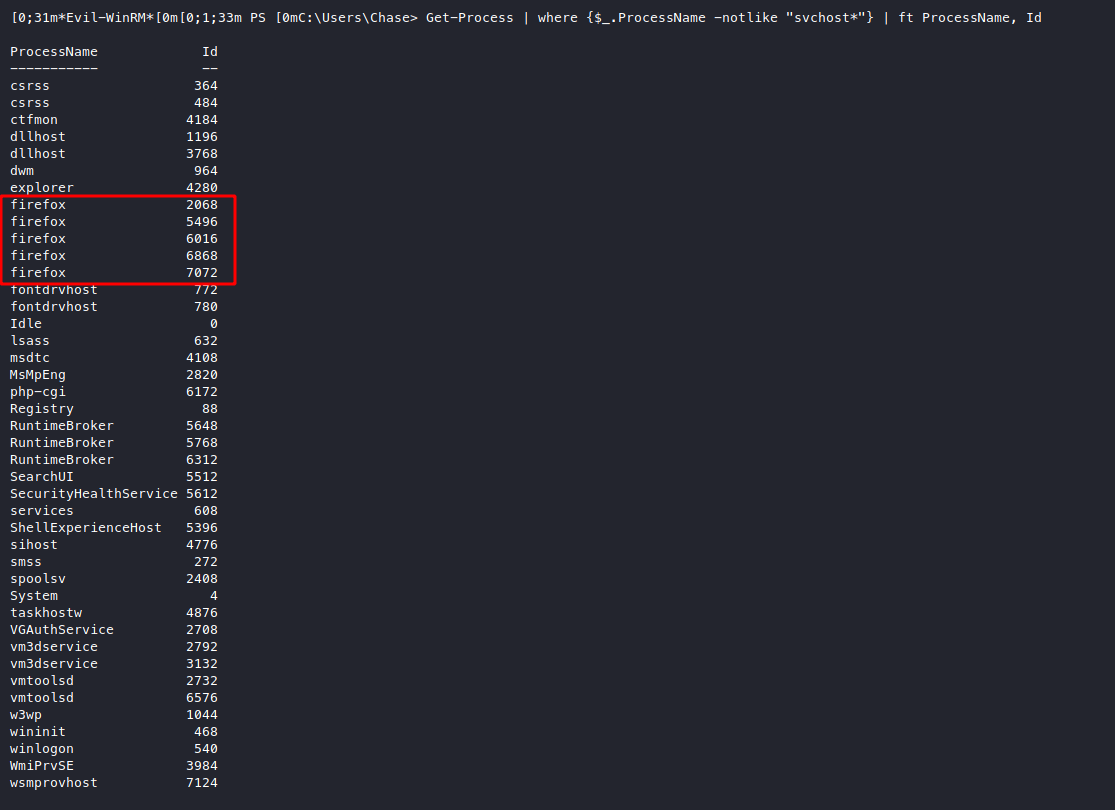 [0;31m*Evil-WinRM*[0m[0;1;33m PS [0mC:\Users\Chase> Get-Process | where {$_.ProcessName -notlike "svchost*"} | ft ProcessName, Id
ProcessName Id
----------- --
csrss 364
csrss 484
ctfmon 4184
dllhost 1196
dllhost 3768
dwm 964
explorer 4280
firefox 2068
firefox 5496
firefox 6016
firefox 6868
firefox 7072
fontdrvhost 772
fontdrvhost 780
Idle 0
lsass 632
msdtc 4108
MsMpEng 2820
php-cgi 6172
Registry 88
RuntimeBroker 5648
RuntimeBroker 5768
RuntimeBroker 6312
SearchUI 5512
SecurityHealthService 5612
services 608
ShellExperienceHost 5396
sihost 4776
smss 272
spoolsv 2408
System 4
taskhostw 4876
VGAuthService 2708
vm3dservice 2792
vm3dservice 3132
vmtoolsd 2732
vmtoolsd 6576
w3wp 1044
wininit 468
winlogon 540
WmiPrvSE 3984
wsmprovhost 7124